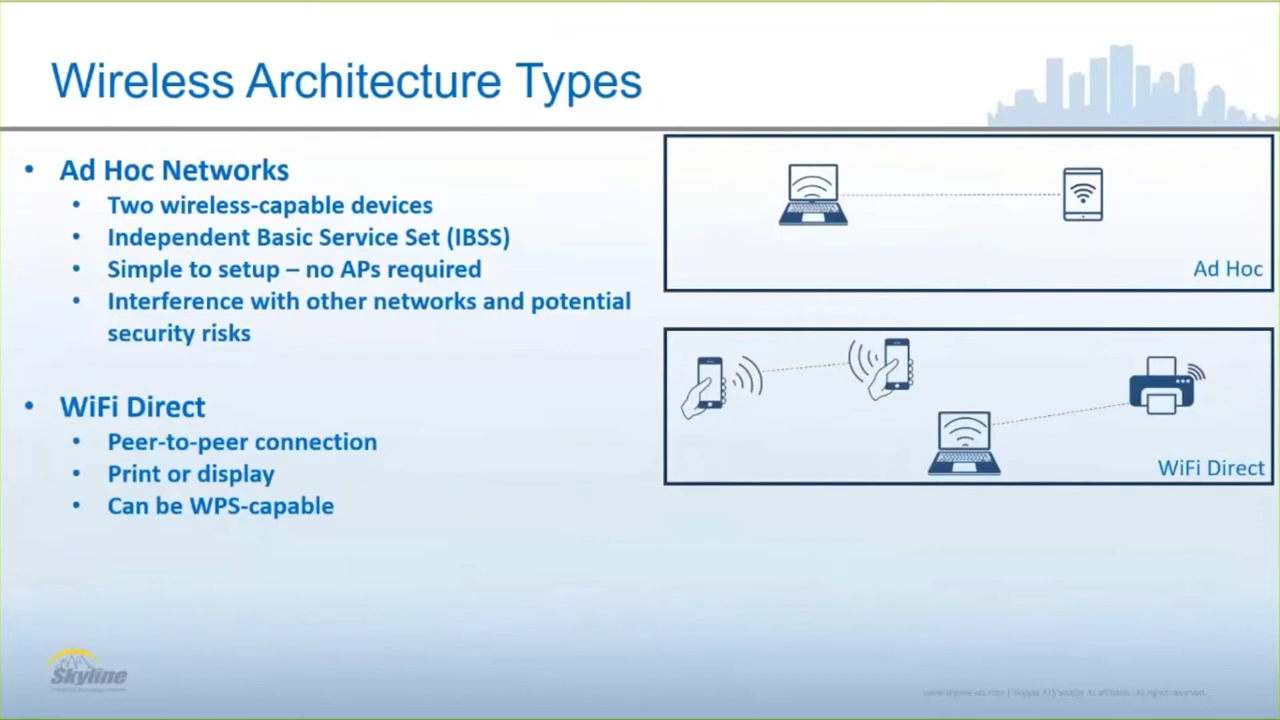 Wireless Architecture Types
• Ad Hoc Networks
• Two wireless-capable devices
• Independent Basic Service Set (IBSS)
• Simple to setup – no APs required
• Interference with other networks and potential
security risks
Ad Hoc
• WiFi Direct
• Peer-to-peer connection
• Print or display
• Can be WPS-capable
WiFi Direct
Skyline